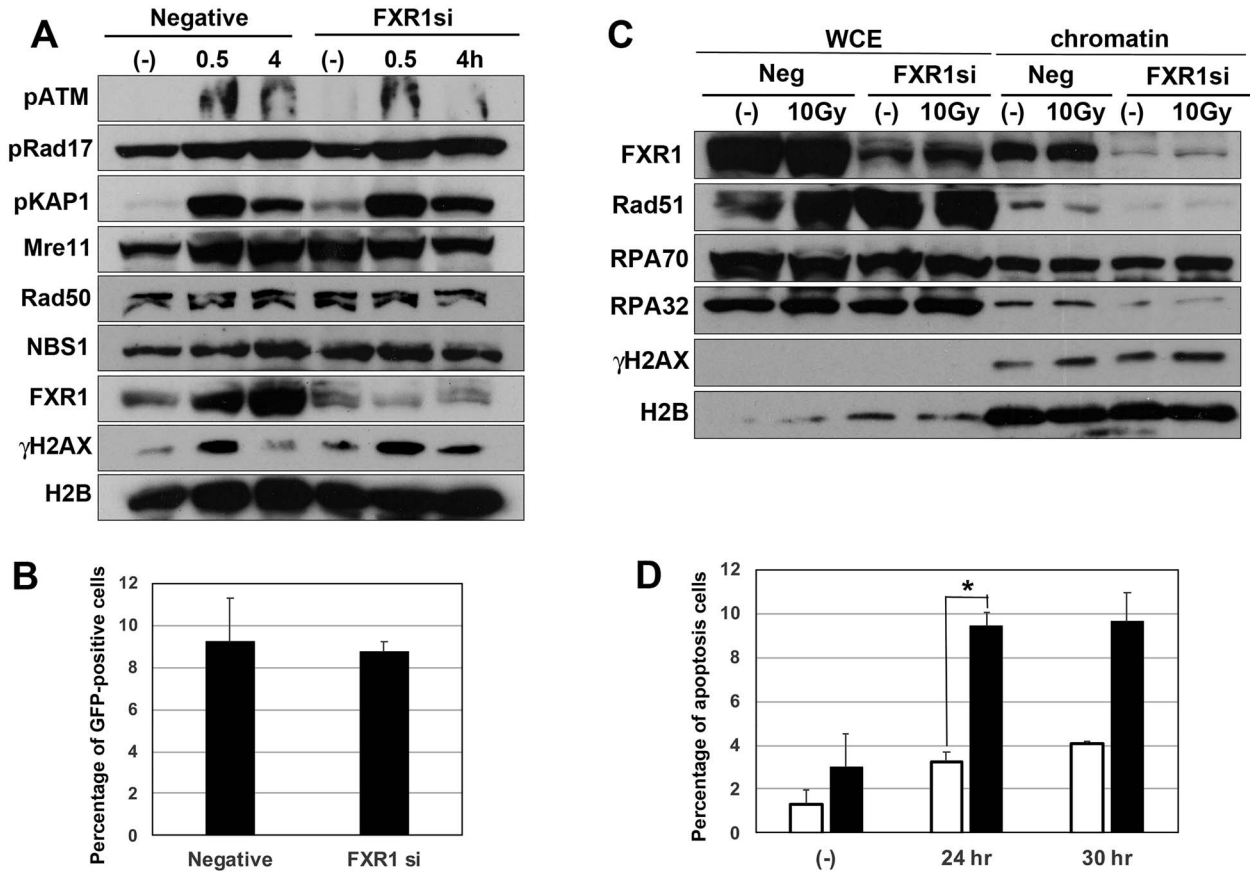 A
Negative FXR1si
(-) 0.5 4 (-) 0.5 4h
pATM
pRad17
pKAP1
Mre11
Rad50
NBS1
FXR1
γH2AX
H2B
C
WCE chromatin
Neg FXR1si Neg FXR1si
(-) 10Gy (-) 10Gy (-) 10Gy (-) 10Gy
FXR1
Rad51
RPA70
RPA32
γH2AX
H2B
B
Percentage of GFP-positive cells
12
10
8
6
4
2
0
Negative FXR1 si
D
Percentage of apoptosis cells
12
10
8
6
4
2
0
*
(-) 24 hr 30 hr